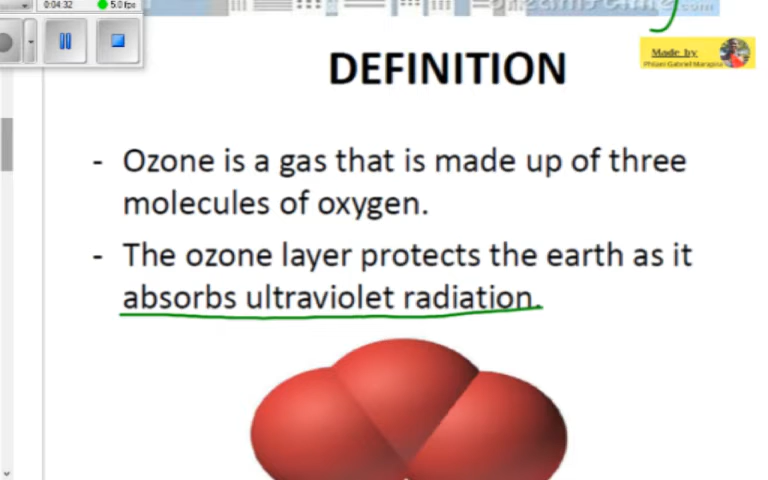 0:04:32 5.0 fps
DEFINITION
Made by
- Ozone is a gas that is made up of three
molecules of oxygen.
- The ozone layer protects the earth as it
absorbs ultraviolet radiation.